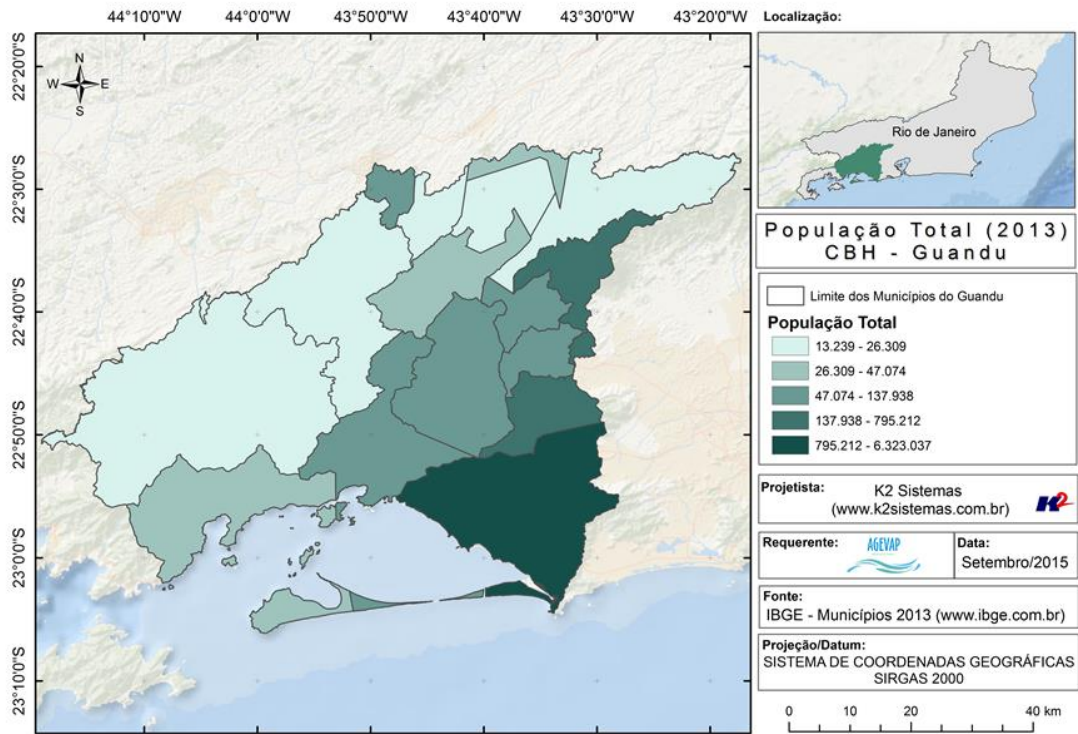 44°10'0"W 44°0'0"W 43°50'0"W 43°40'0"W 43°30'0"W 43°20'0"W
22°20'0"S
22°30'0"S
22°40'0"S
22°50'0"S
23°0'0"S
23°10'0"S
N
W E
S
Localização:
Rio de Janeiro
População Total (2013)
CBH - Guandu
Limite dos Municípios do Guandu
População Total
13.239 - 26.309
26.309 - 47.074
47.074 - 137.938
137.938 - 795.212
795.212 - 6.323.037
Projetista:
K2 Sistemas
(www.k2sistemas.com.br)
K2
Requerente:
AGEVAP
Data:
Setembro/2015
Fonte:
IBGE - Municípios 2013 (www.ibge.com.br)
Projeção/Datum:
SISTEMA DE COORDENADAS GEOGRÁFICAS
SIRGAS 2000
0 10 20 40 km